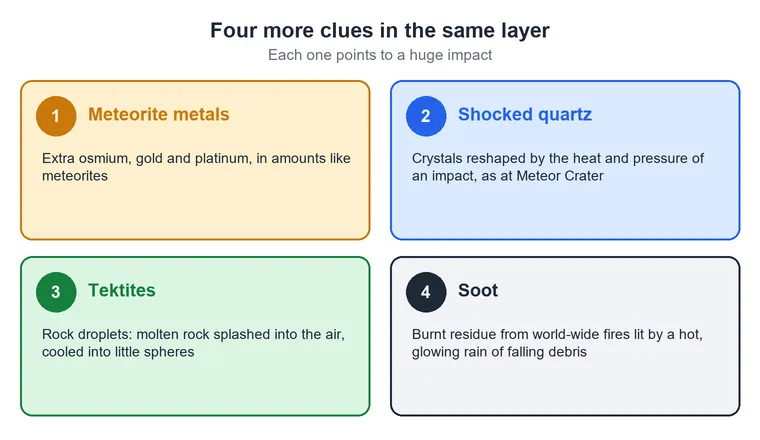 Four more clues in the same layer
Each one points to a huge impact
1 Meteorite metals
Extra osmium, gold and platinum, in amounts like
meteorites
2 Shocked quartz
Crystals reshaped by the heat and pressure of
an impact, as at Meteor Crater
3 Tektites
Rock droplets: molten rock splashed into the air,
cooled into little spheres
4 Soot
Burnt residue from world-wide fires lit by a hot,
glowing rain of falling debris